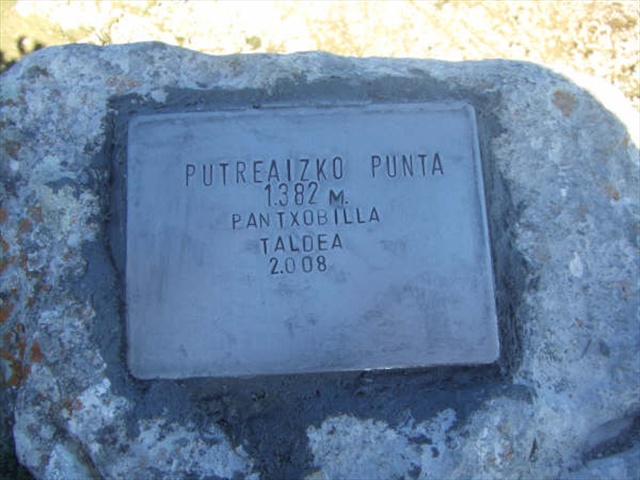 PUTREAIZKO PUNTA
1.382 M.
PANTXOBILLA
TALDEA
2.008